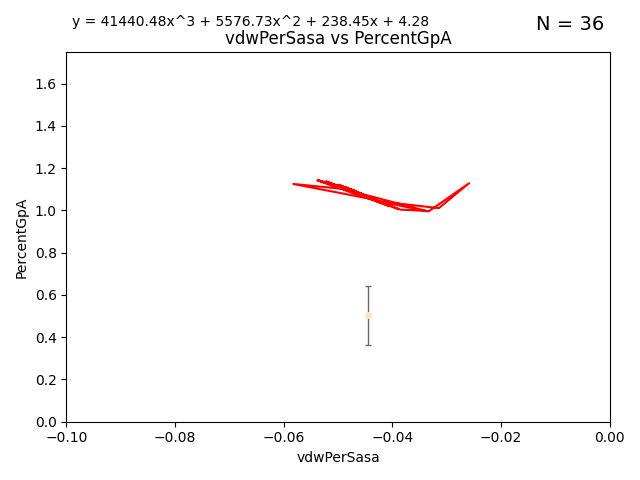 y = 41440.48x^3 + 5576.73x^2 + 238.45x + 4.28
N = 36
vdwPerSasa vs PercentGpA
1.6
1.4
1.2
1.0
0.8
0.6
0.4
0.2
0.0
PercentGpA
−0.10 −0.08 −0.06 −0.04 −0.02 0.00
vdwPerSasa